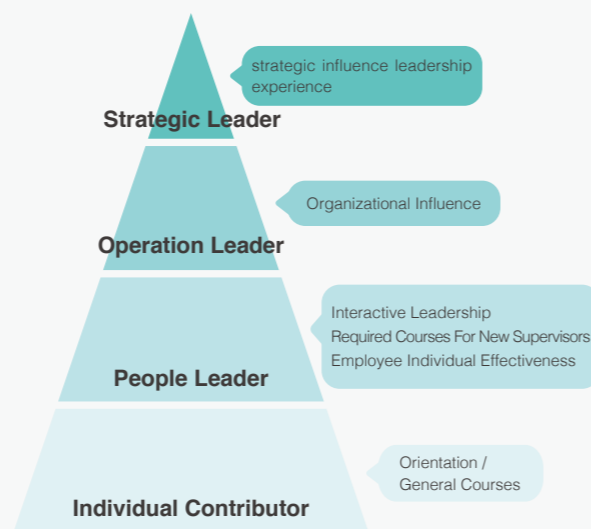 strategic influence leadership
experience
Strategic Leader
Organizational Influence
Operation Leader
Interactive Leadership
Required Courses For New Supervisors
Employee Individual Effectiveness
People Leader
Orientation /
General Courses
Individual Contributor